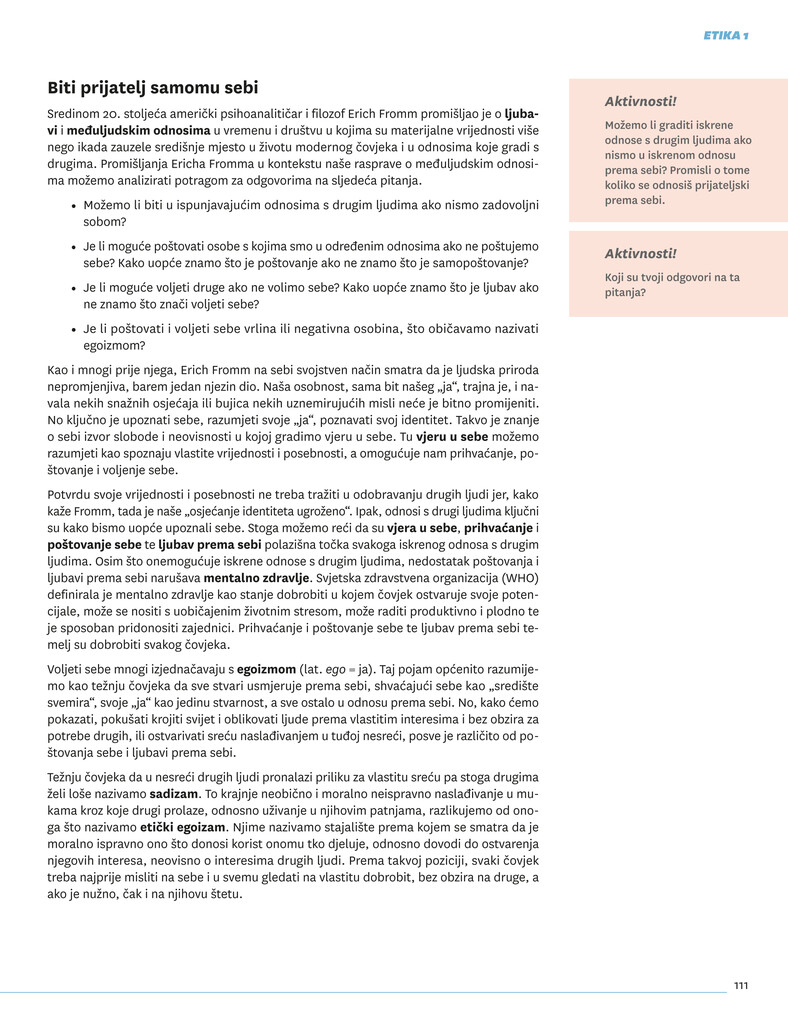 ETIKA 1
Biti prijatelj samomu sebi
Sredinom 20. stoljeća američki psihoanalitičar i filozof Erich Fromm promišljao je o ljuba-
vi i međuljudskim odnosima u vremenu i društvu u kojima su materijalne vrijednosti više
nego ikada zauzele središnje mjesto u životu modernog čovjeka i u odnosima koje gradi s
drugima. Promišljanja Ericha Fromma u kontekstu naše rasprave o međuljudskim odnosi-
ma možemo analizirati potragom za odgovorima na sljedeća pitanja.
• Možemo li biti u ispunjavajućim odnosima s drugim ljudima ako nismo zadovoljni
sobom?
• Je li moguće poštovati osobe s kojima smo u određenim odnosima ako ne poštujemo
sebe? Kako uopće znamo što je poštovanje ako ne znamo što je samopoštovanje?
• Je li moguće voljeti druge ako ne volimo sebe? Kako uopće znamo što je ljubav ako
ne znamo što znači voljeti sebe?
• Je li poštovati i voljeti sebe vrlina ili negativna osobina, što običavamo nazivati
egoizmom?
Kao i mnogi prije njega, Erich Fromm na sebi svojstven način smatra da je ljudska priroda
nepromjenjiva, barem jedan njezin dio. Naša osobnost, sama bit našeg „ja“, trajna je, i na-
vala nekih snažnih osjećaja ili bujica nekih uznemirujućih misli neće je bitno promijeniti.
No ključno je upoznati sebe, razumjeti svoje „ja“, poznavati svoj identitet. Takvo je znanje
o sebi izvor slobode i neovisnosti u kojoj gradimo vjeru u sebe. Tu vjeru u sebe možemo
razumjeti kao spoznaju vlastite vrijednosti i posebnosti, a omogućuje nam prihvaćanje, po-
štovanje i voljenje sebe.
Potvrdu svoje vrijednosti i posebnosti ne treba tražiti u odobravanju drugih ljudi jer, kako
kaže Fromm, tada je naše „osjećanje identiteta ugroženo“. Ipak, odnosi s drugi ljudima ključni
su kako bismo uopće upoznali sebe. Stoga možemo reći da su vjera u sebe, prihvaćanje i
poštovanje sebe te ljubav prema sebi polazišna točka svakoga iskrenog odnosa s drugim
ljudima. Osim što onemogućuje iskrene odnose s drugim ljudima, nedostatak poštovanja i
ljubavi prema sebi narušava mentalno zdravlje. Svjetska zdravstvena organizacija (WHO)
definirala je mentalno zdravlje kao stanje dobrobiti u kojem čovjek ostvaruje svoje poten-
cijale, može se nositi s uobičajenim životnim stresom, može raditi produktivno i plodno te
je sposoban pridonositi zajednici. Prihvaćanje i poštovanje sebe te ljubav prema sebi te-
melj su dobrobiti svakog čovjeka.
Voljeti sebe mnogi izjednačavaju s egoizmom (lat. ego = ja). Taj pojam općenito razumije-
mo kao težnju čovjeka da sve stvari usmjeruje prema sebi, shvaćajući sebe kao „središte
svemira“, svoje „ja“ kao jedinu stvarnost, a sve ostalo u odnosu prema sebi. No, kako ćemo
pokazati, pokušati krojiti svijet i oblikovati ljude prema vlastitim interesima i bez obzira za
potrebe drugih, ili ostvarivati sreću naslađivanjem u tuđoj nesreći, posve je različito od po-
štovanja sebe i ljubavi prema sebi.
Težnju čovjeka da u nesreći drugih ljudi pronalazi priliku za vlastitu sreću pa stoga drugima
želi loše nazivamo sadizam. To krajnje neobično i moralno neispravno naslađivanje u mu-
kama kroz koje drugi prolaze, odnosno uživanje u njihovim patnjama, razlikujemo od ono-
ga što nazivamo etički egoizam. Njime nazivamo stajalište prema kojem se smatra da je
moralno ispravno ono što donosi korist onomu tko djeluje, odnosno dovodi do ostvarenja
njegovih interesa, neovisno o interesima drugih ljudi. Prema takvoj poziciji, svaki čovjek
treba najprije misliti na sebe i u svemu gledati na vlastitu dobrobit, bez obzira na druge, a
ako je nužno, čak i na njihovu štetu.
Aktivnosti!
Možemo li graditi iskrene
odnose s drugim ljudima ako
nismo u iskrenom odnosu
prema sebi? Promisli o tome
koliko se odnosiš prijateljski
prema sebi.
Aktivnosti!
Koji su tvoji odgovori na ta
pitanja?
111